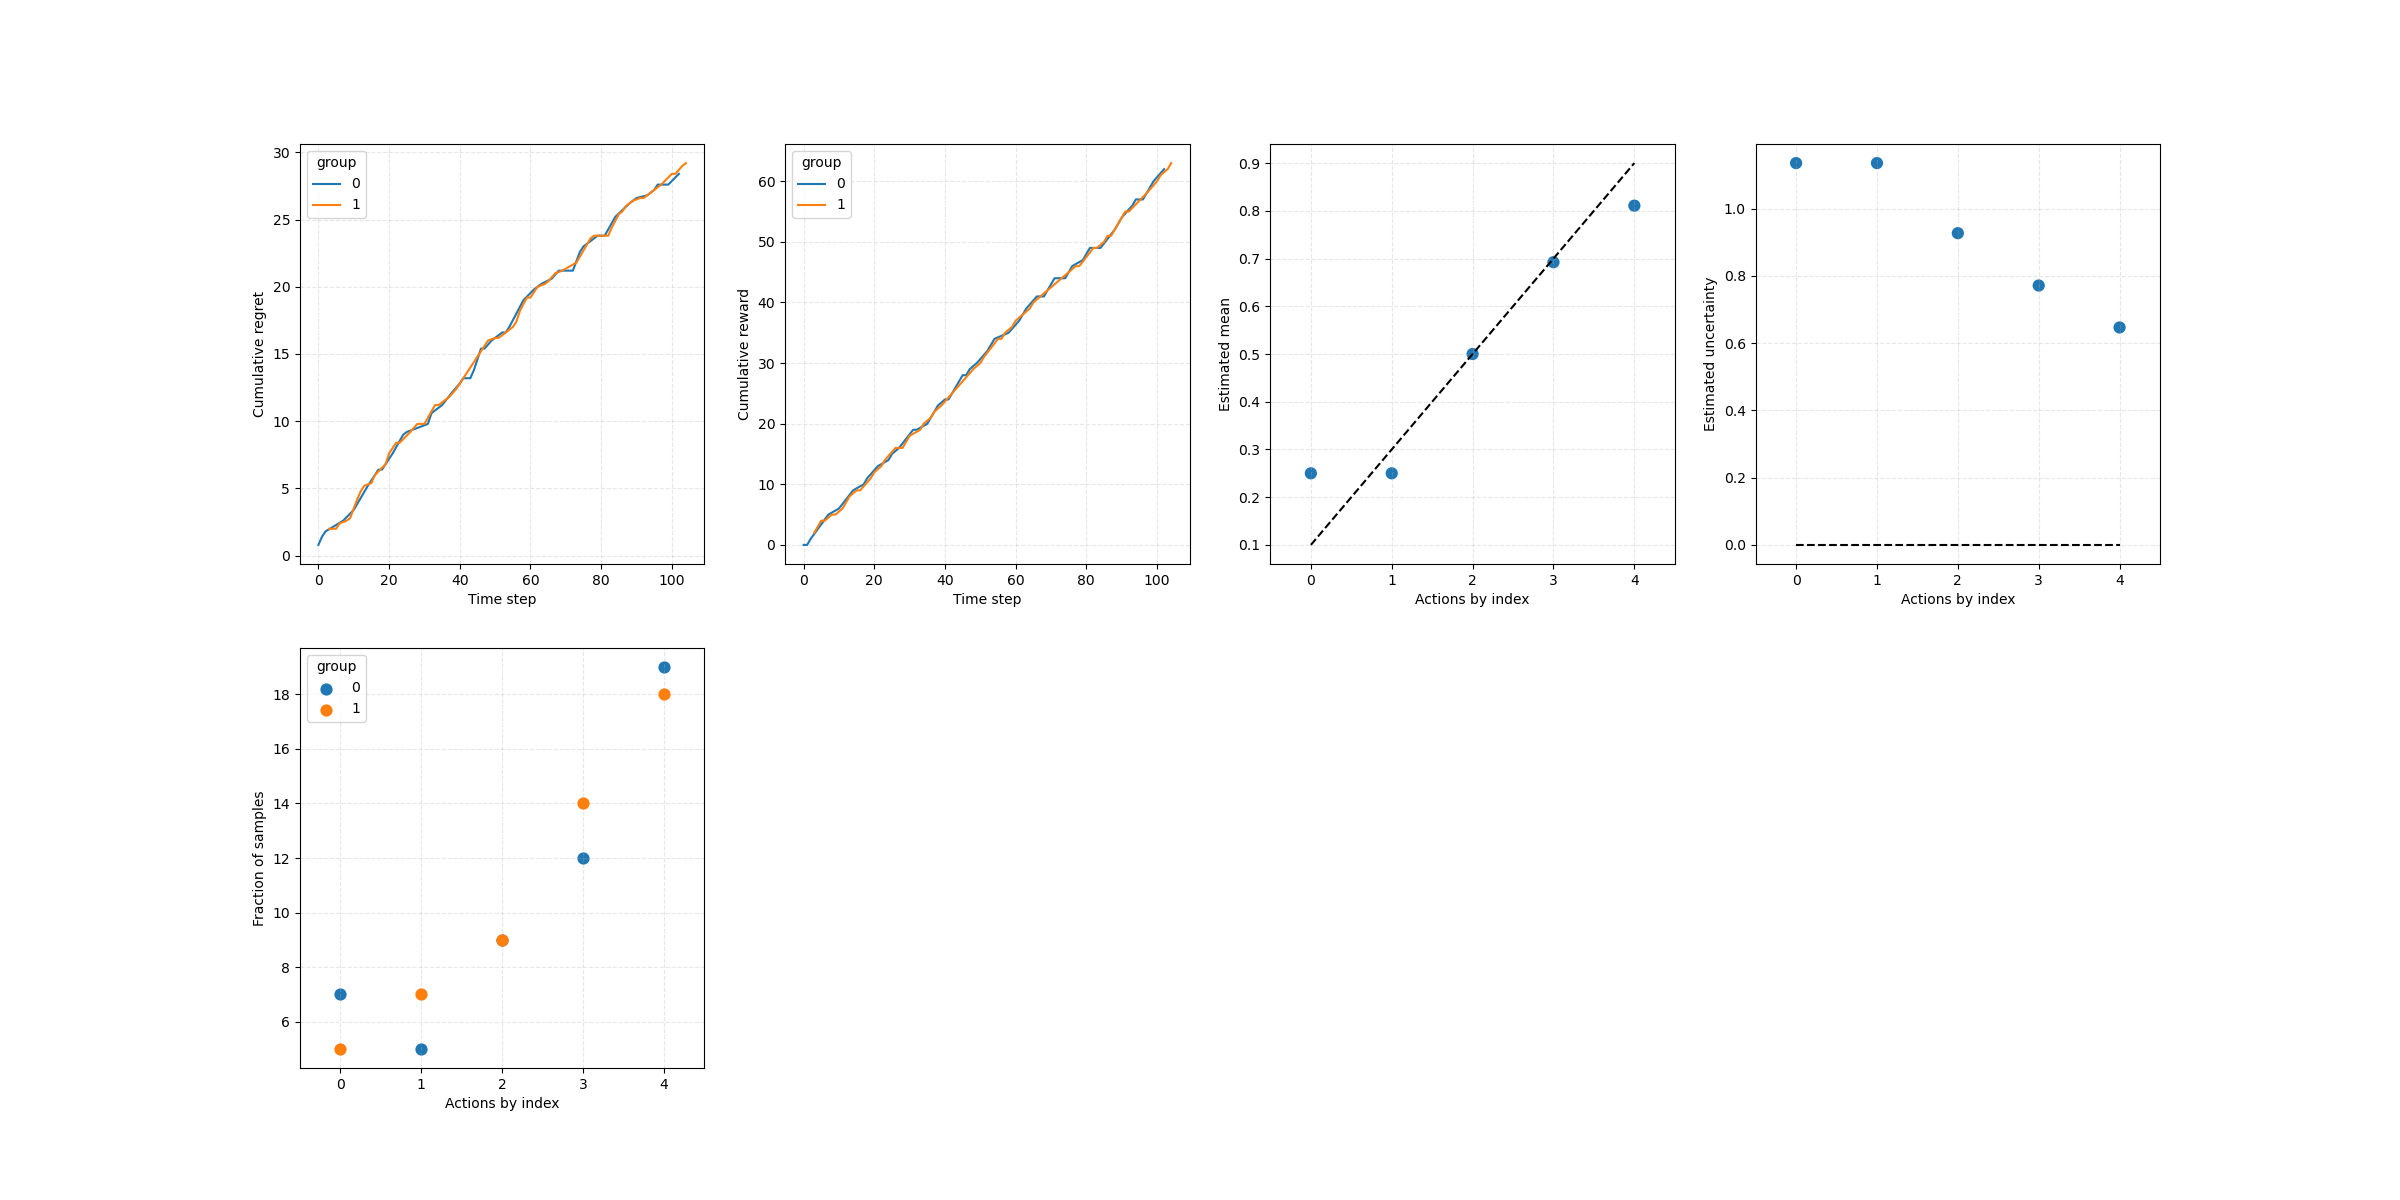 group
0
1
30
25
20
15
10
5
0
Cumulative regret
0 20 40 60 80 100
Time step
group
0
1
60
50
40
30
20
10
0
Cumulative reward
0 20 40 60 80 100
Time step
0.9
0.8
0.7
0.6
0.5
0.4
0.3
0.2
0.1
Estimated mean
0 1 2 3 4
Actions by index
1.0
0.8
0.6
0.4
0.2
0.0
Estimated uncertainty
0 1 2 3 4
Actions by index
group
0
1
18
16
14
12
10
8
6
Fraction of samples
0 1 2 3 4
Actions by index